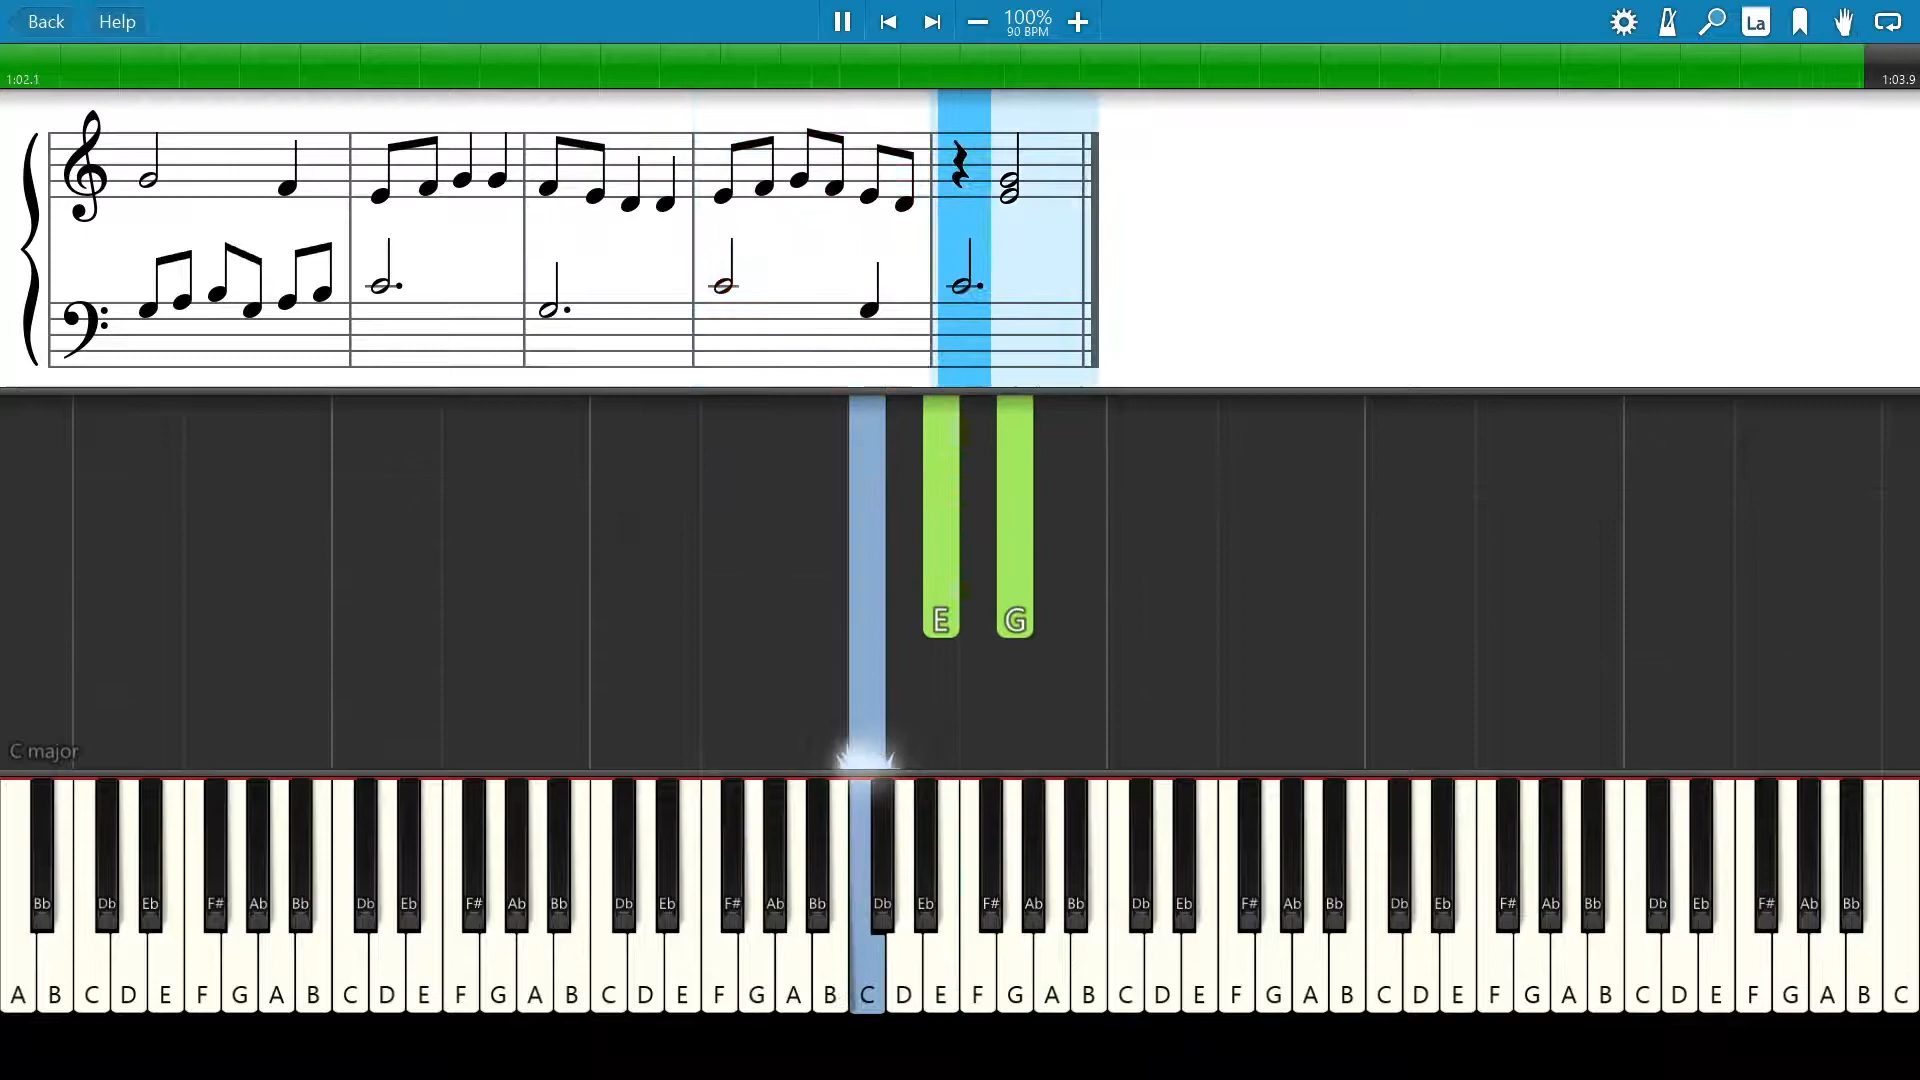 Back Help 100% La
90 BPM
1:02.1 1:03.9
E G
C major
Bb Db Eb F# Ab Bb Db Eb F# Ab Bb Db Eb F# Ab Bb Db Eb F# Ab Bb Db Eb F# Ab Bb Db Eb F# Ab Bb Db Eb F# Ab Bb
A B C D E F G A B C D E F G A B C D E F G A B C D E F G A B C D E F G A B C D E F G A B C D E F G A B C